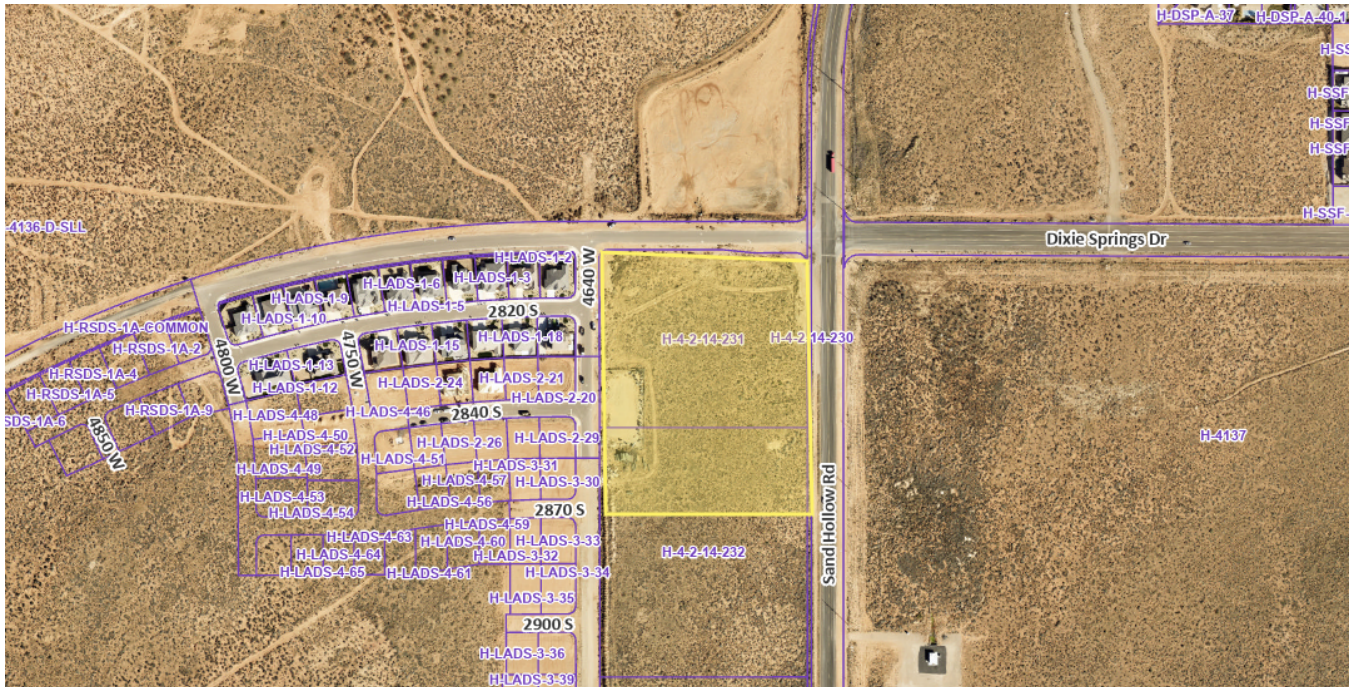 H-DSP-A-37
H-DSP-A-40-1
H-SSF
H-SSF
H-SSF
H-SSF-
-4136-D-SLL
Dixie Springs Dr
H-LADS-1-2
H-LADS-1-3
H-LADS-1-6
H-LADS-1-9
H-LADS-1-5
H-LADS-1-10
2820 S
4640 W
H-RSDS-1A-COMMON
H-RSDS-1A-2
H-LADS-1-15
H-LADS-1-18
H-4-2-14-231
H-4-2-14-230
4800 W
4750 W
H-LADS-1-13
H-LADS-1-12
H-RSDS-1A-4
H-RSDS-1A-5
H-LADS-2-24
H-LADS-2-21
H-LADS-2-20
H-RSDS-1A-9
RSDS-1A-6
H-LADS-4-48
H-LADS-4-46
2840 S
4850 W
H-LADS-4-50
H-LADS-4-52
H-LADS-2-26
H-LADS-2-29
H-4137
H-LADS-4-51
H-LADS-3-31
H-LADS-4-49
H-LADS-4-57
H-LADS-3-30
H-LADS-4-53
H-LADS-4-56
H-LADS-4-54
2870 S
H-LADS-4-59
H-LADS-4-63
H-LADS-4-60
H-LADS-3-33
H-LADS-4-64
H-LADS-3-32
H-4-2-14-232
H-LADS-4-65
H-LADS-4-61
H-LADS-3-34
Sand Hollow Rd
H-LADS-3-35
2900 S
H-LADS-3-36
H-LADS-3-39